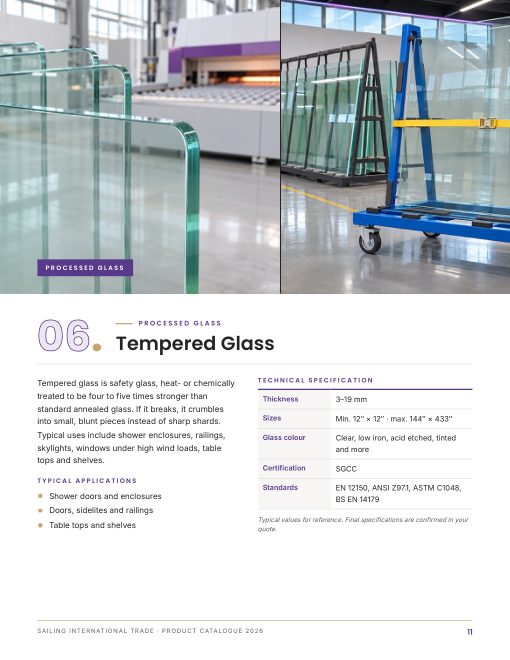 PROCESSED GLASS
06.
PROCESSED GLASS
Tempered Glass
Tempered glass is safety glass, heat- or chemically
treated to be four to five times stronger than
standard annealed glass. If it breaks, it crumbles
into small, blunt pieces instead of sharp shards.
Typical uses include shower enclosures, railings,
skylights, windows under high wind loads, table
tops and shelves.
TYPICAL APPLICATIONS
Shower doors and enclosures
Doors, sidelites and railings
Table tops and shelves
TECHNICAL SPECIFICATION
Thickness 3–19 mm
Sizes Min. 12″ × 12″ · max. 144″ × 433″
Glass colour Clear, low iron, acid etched, tinted
and more
Certification SGCC
Standards EN 12150, ANSI Z97.1, ASTM C1048,
BS EN 14179
Typical values for reference. Final specifications are confirmed in your
quote.
SAILING INTERNATIONAL TRADE · PRODUCT CATALOGUE 2026
11